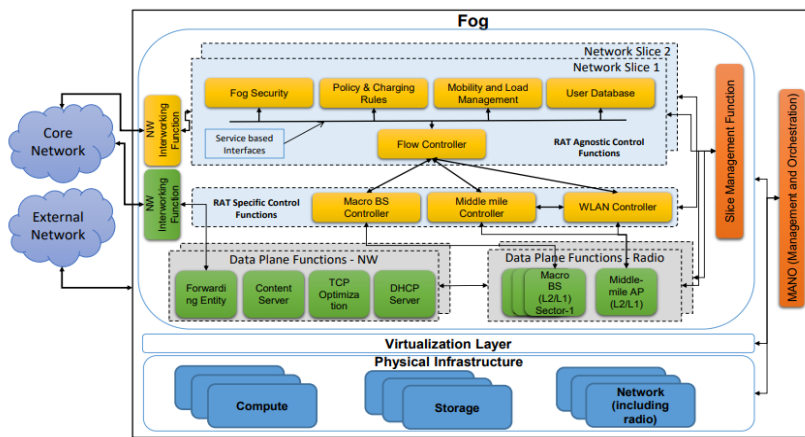 Fog
Network Slice 2
Network Slice 1
Fog Security
Policy & Charging
Rules
Mobility and Load
Management
User Database
Service based
Interfaces
Flow Controller
RAT Agnostic Control
Functions
NW
Interworking
Function
NW
Interworking
Function
Core
Network
External
Network
RAT Specific Control
Functions
Macro BS
Controller
Middle mile
Controller
WLAN Controller
Data Plane Functions - NW
Forwardi
ng Entity
Content
Server
TCP
Optimiza
tion
DHCP
Server
Data Plane Functions - Radio
Macro
BS
(L2/L1)
Sector-1
Middle-
mile AP
(L2/L1)
Slice Management Function
MANO (Management and Orchestration)
Virtualization Layer
Physical Infrastructure
Compute
Storage
Network
(including
radio)